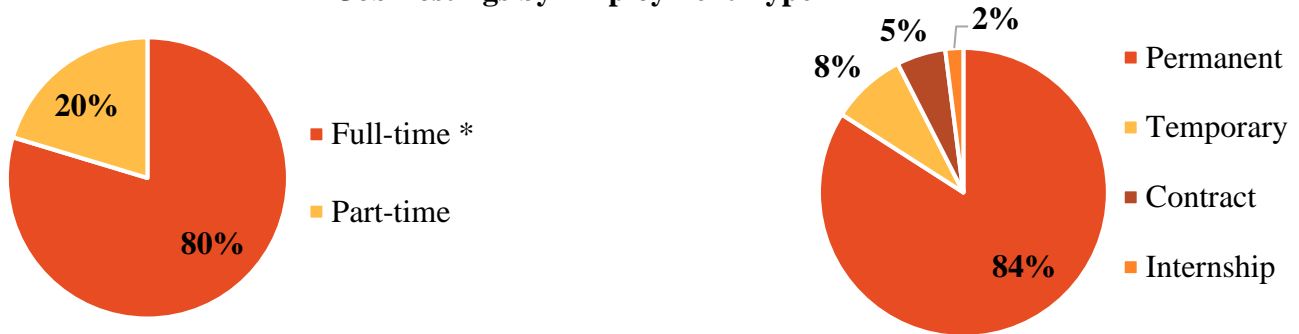 2%
5%
8%
Permanent
20%
Temporary
Full-time *
Contract
Part-time
80%
84%
Internship